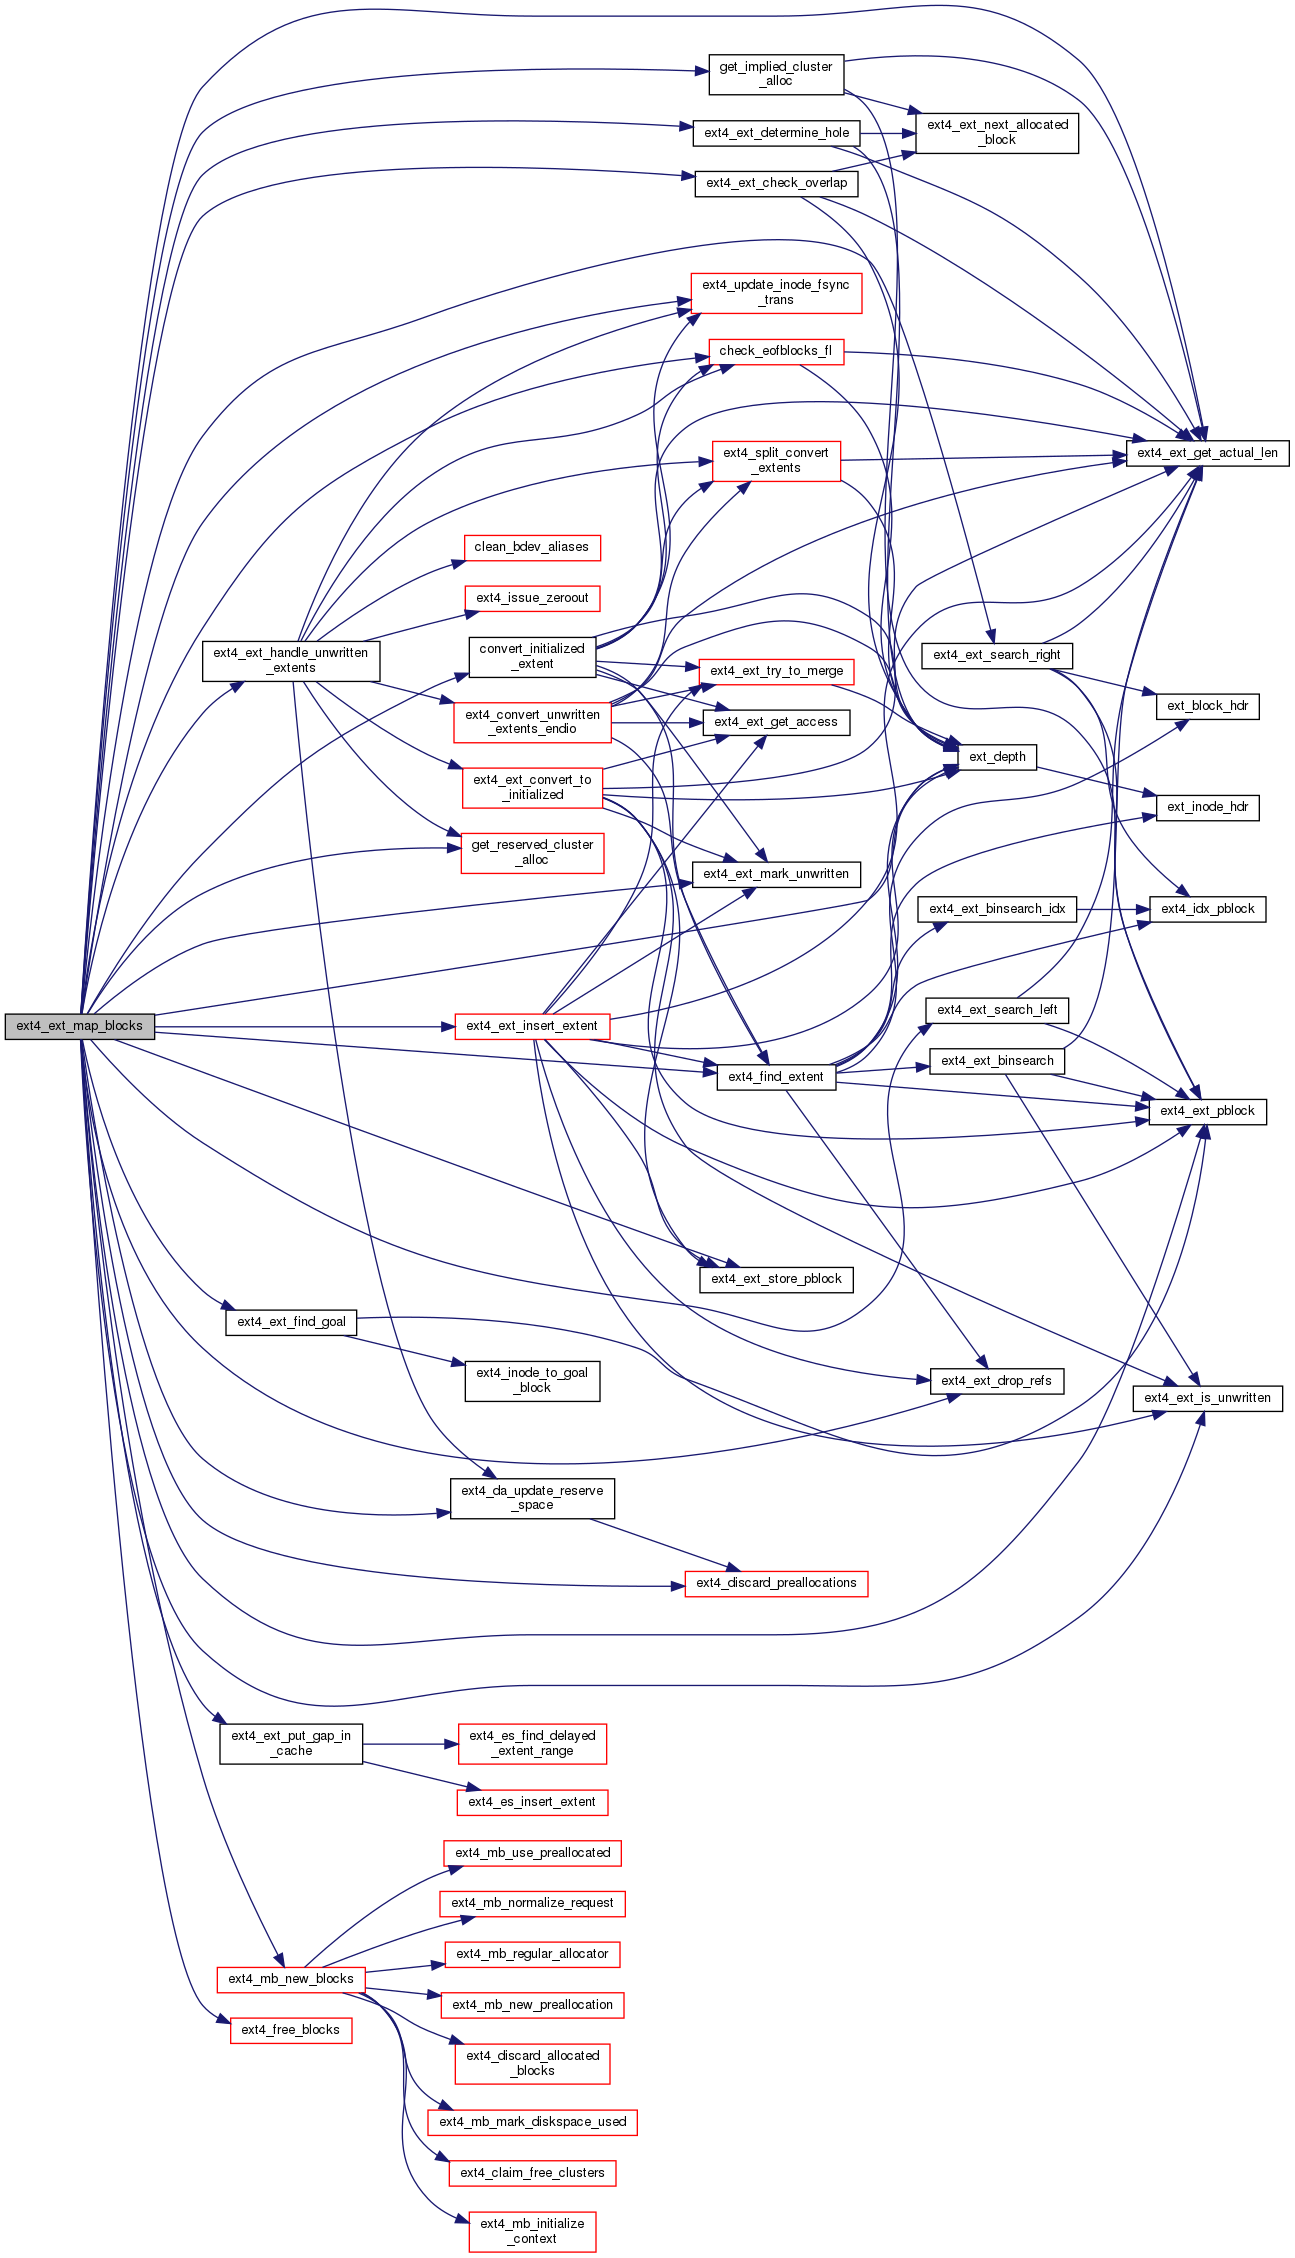 get_implied_cluster
_alloc
ext4_ext_next_allocated
_block
ext4_ext_determine_hole
ext4_ext_check_overlap
ext4_update_inode_fsync
_trans
check_eofblocks_fl
ext4_split_convert
_extents
ext4_ext_get_actual_len
clean_bdev_aliases
ext4_issue_zeroout
ext4_ext_handle_unwritten
_extents
convert_initialized
_extent
ext4_ext_search_right
ext4_ext_try_to_merge
ext4_convert_unwritten
_extents_endio
ext4_ext_get_access
ext_block_hdr
ext_depth
ext4_ext_convert_to
_initialized
ext_inode_hdr
get_reserved_cluster
_alloc
ext4_ext_mark_unwritten
ext4_ext_binsearch_idx
ext4_idx_pblock
ext4_ext_map_blocks
ext4_ext_insert_extent
ext4_ext_search_left
ext4_find_extent
ext4_ext_binsearch
ext4_ext_pblock
ext4_ext_store_pblock
ext4_ext_find_goal
ext4_inode_to_goal
_block
ext4_ext_drop_refs
ext4_ext_is_unwritten
ext4_da_update_reserve
_space
ext4_discard_preallocations
ext4_ext_put_gap_in
_cache
ext4_es_find_delayed
_extent_range
ext4_es_insert_extent
ext4_mb_use_preallocated
ext4_mb_normalize_request
ext4_mb_regular_allocator
ext4_mb_new_blocks
ext4_mb_new_preallocation
ext4_free_blocks
ext4_discard_allocated
_blocks
ext4_mb_mark_diskspace_used
ext4_claim_free_clusters
ext4_mb_initialize
_context